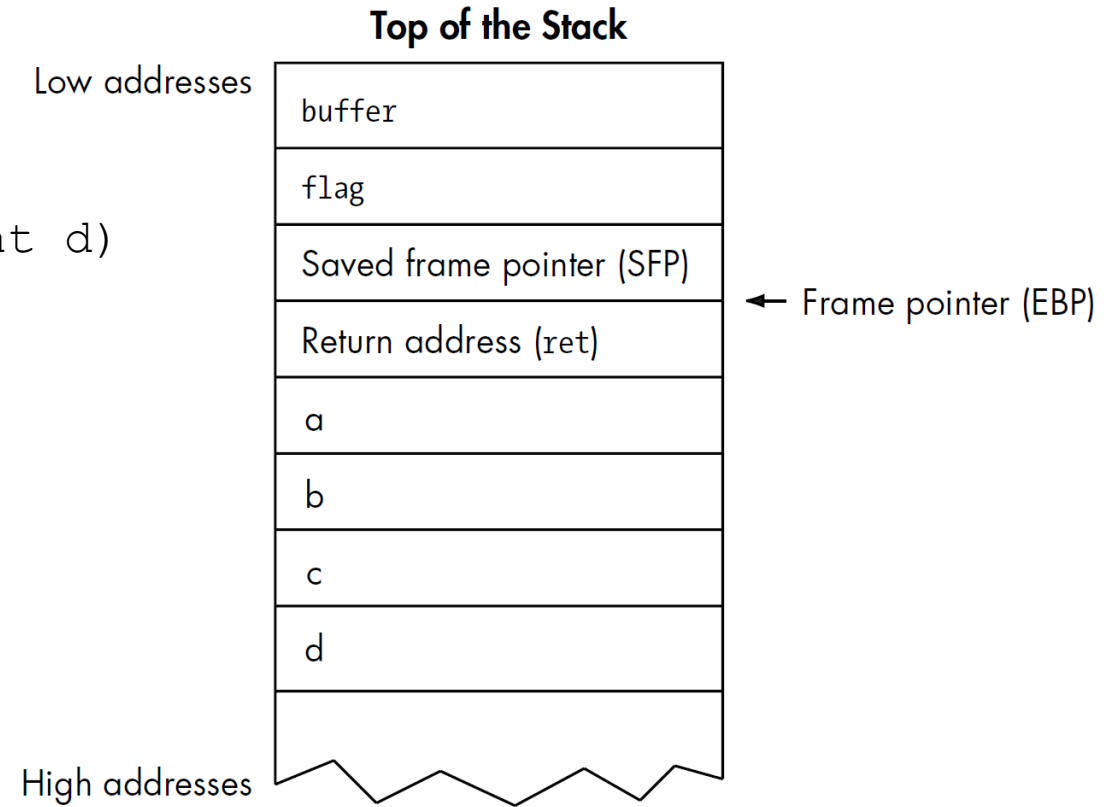 Top of the Stack
Low addresses
buffer
flag
nt d)
Saved frame pointer (SFP)
Frame pointer (EBP)
Return address (ret)
a
b
c
d
High addresses